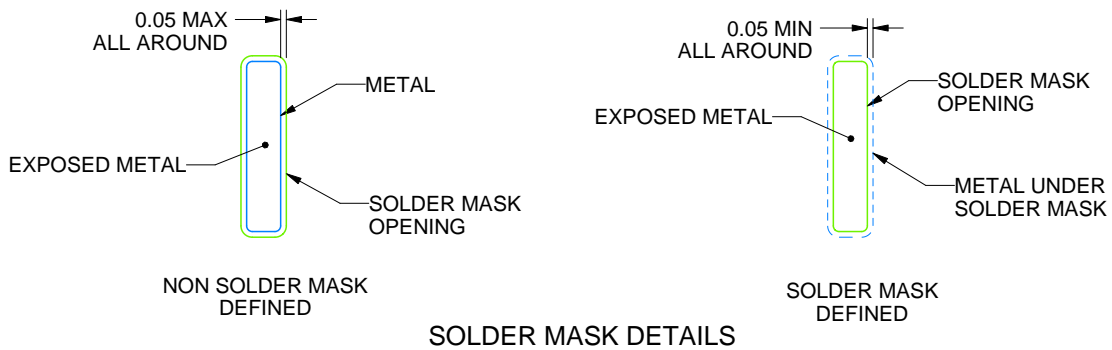 0.05 MAX
ALL AROUND
METAL
EXPOSED METAL
SOLDER MASK
OPENING
NON SOLDER MASK
DEFINED
0.05 MIN
ALL AROUND
SOLDER MASK
OPENING
EXPOSED METAL
METAL UNDER
SOLDER MASK
SOLDER MASK
DEFINED
SOLDER MASK DETAILS